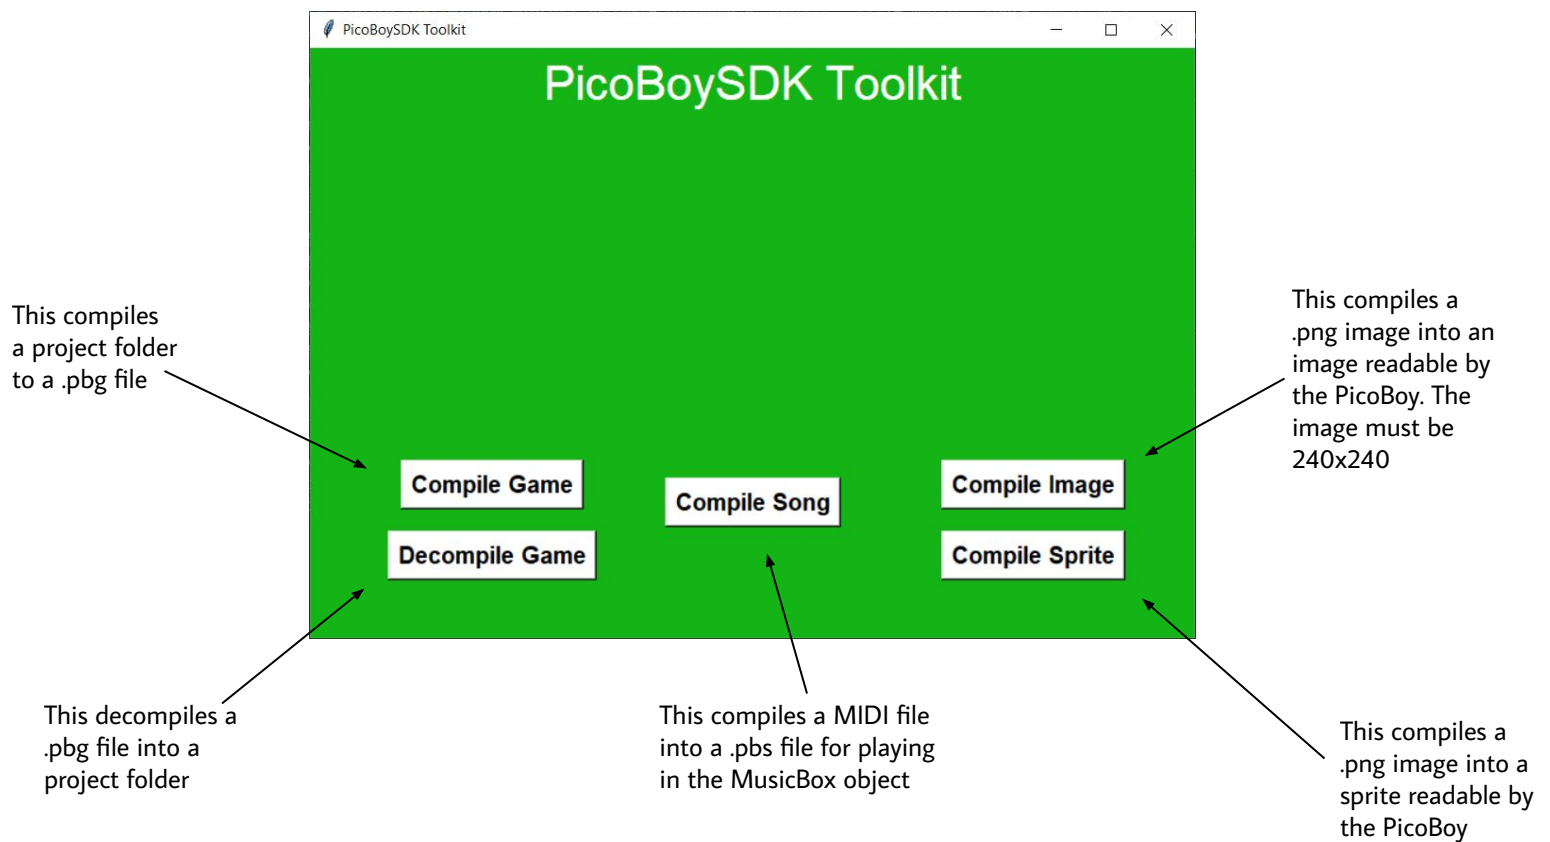 PicoBoySDK Toolkit
PicoBoySDK Toolkit
This compiles
a project folder
to a .pbg file
This compiles a
.png image into an
image readable by
the PicoBoy. The
image must be
240x240
Compile Game
Compile Song
Compile Image
Decompile Game
Compile Sprite
This decompiles a
.pbg file into a
project folder
This compiles a MIDI file
into a .pbs file for playing
in the MusicBox object
This compiles a
.png image into a
sprite readable by
the PicoBoy